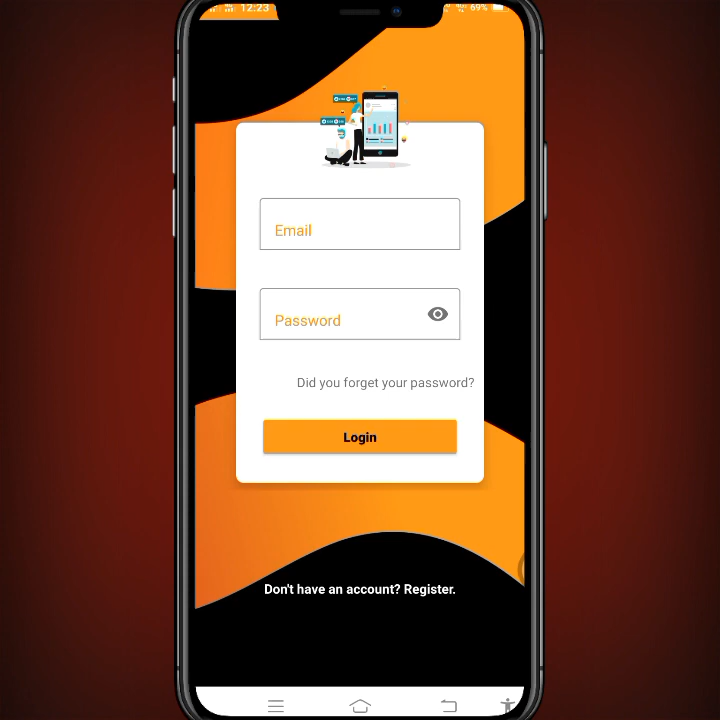 12:23
69%
Email
Password
Did you forget your password?
Login
Don't have an account? Register.